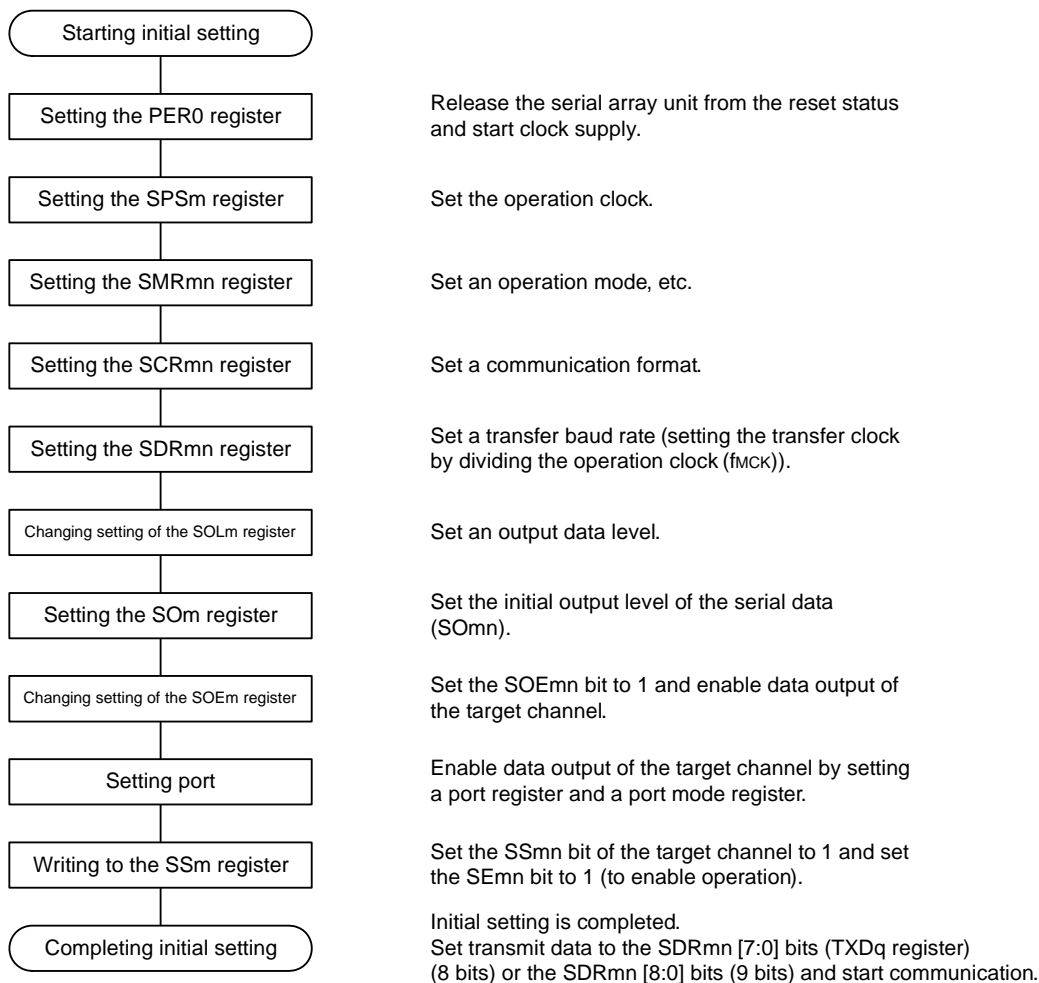 Starting initial setting
Setting the PER0 register
Release the serial array unit from the reset status
and start clock supply.
Setting the SPSm register
Set the operation clock.
Setting the SMRmn register
Set an operation mode, etc.
Setting the SCRmn register
Set a communication format.
Setting the SDRmn register
Set a transfer baud rate (setting the transfer clock
by dividing the operation clock (fMCK)).
Changing setting of the SOLm register
Set an output data level.
Setting the SOm register
Set the initial output level of the serial data
(SOmn).
Changing setting of the SOEm register
Set the SOEmn bit to 1 and enable data output of
the target channel.
Setting port
Enable data output of the target channel by setting
a port register and a port mode register.
Writing to the SSm register
Set the SSmn bit of the target channel to 1 and set
the SEmn bit to 1 (to enable operation).
Completing initial setting
Initial setting is completed.
Set transmit data to the SDRmn [7:0] bits (TXDq register)
(8 bits) or the SDRmn [8:0] bits (9 bits) and start communication.